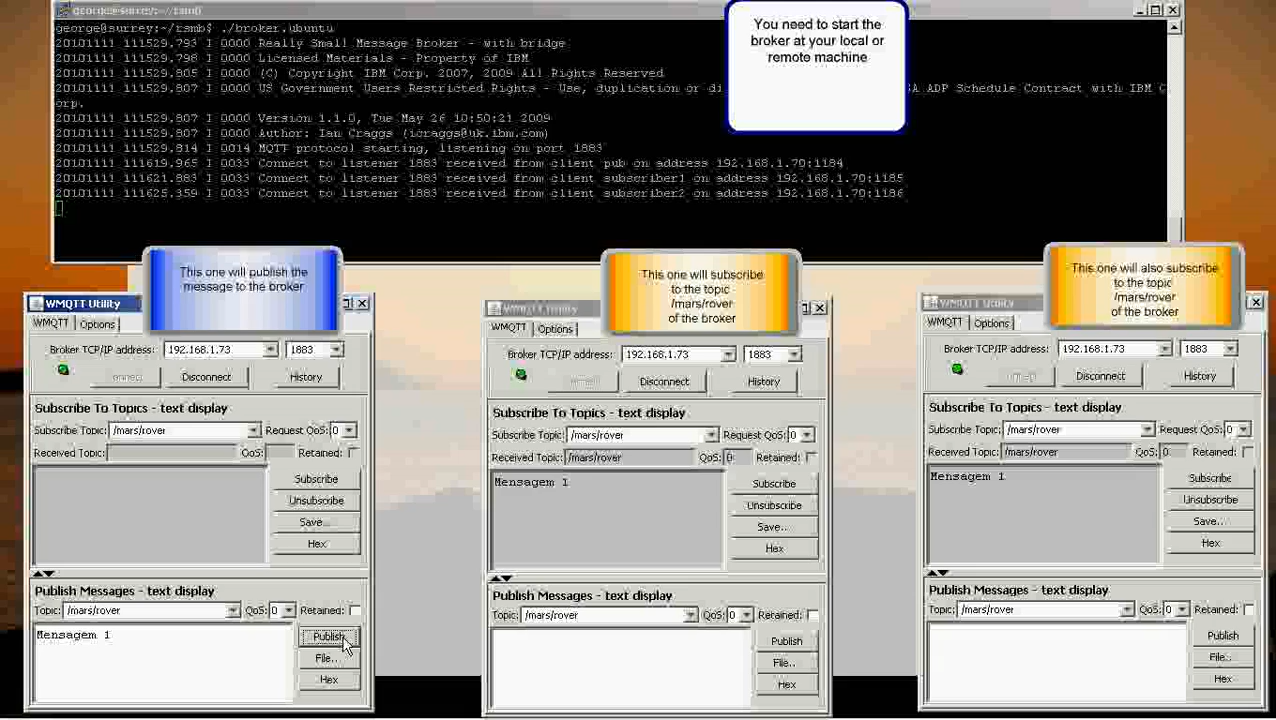 george@surrey:~/rsmb
george@surrey:~/rsmb$ ./broker.ubuntu
20101111 111529.737 I 0000 Really Small Message Broker - with bridge
20101111 111529.798 I 0000 Licensed Materials - Property of IBM
20101111 111529.805 I 0000 (C) Copyright IBM Corp. 2007, 2009 All Rights Reserved
20101111 111529.807 I 0000 US Government Users Restricted Rights - Use, duplication or di
A ADP Schedule Contract with IBM C
orp.
20101111 111529.807 I 0000 Version 1.1.0, Tue May 26 10:50:21 2009
20101111 111529.807 I 0000 Author: Ian Craggs (icraggs@uk.ibm.com)
20101111 111529.814 I 0014 MQTT protocol starting, listening on port 1883
20101111 111619.965 I 0033 Connect to listener 1883 received from client pub on address 192.168.1.70:1184
20101111 111621.883 I 0033 Connect to listener 1883 received from client subscriber1 on address 192.168.1.70:1185
20101111 111625.359 I 0033 Connect to listener 1883 received from client subscriber2 on address 192.168.1.70:1186
You need to start the
broker at your local or
remote machine
This one will publish the
message to the broker
WMQTT Utility
WMQTT Options
Broker TCP/IP address: 192.168.1.73 1883
Disconnect History
Subscribe To Topics - text display
Subscribe Topic: /mars/rover Request QoS: 0
Received Topic: QoS: Retained:
Subscribe
Unsubscribe
Save...
Hex
Publish Messages - text display
Topic: /mars/rover QoS: 0 Retained:
Mensagem 1
Publish
File...
Hex
This one will subscribe
to the topic
/mars/rover
of the broker
WMQTT Utility
WMQTT Options
Broker TCP/IP address: 192.168.1.73 1883
Disconnect History
Subscribe To Topics - text display
Subscribe Topic: /mars/rover Request QoS: 0
Received Topic: /mars/rover QoS: 0 Retained:
Mensagem 1
Subscribe
Unsubscribe
Save...
Hex
Publish Messages - text display
Topic: /mars/rover QoS: 0 Retained:
Publish
File...
Hex
This one will also subscribe
to the topic
/mars/rover
of the broker
WMQTT Utility
WMQTT Options
Broker TCP/IP address: 192.168.1.73 1883
Disconnect History
Subscribe To Topics - text display
Subscribe Topic: /mars/rover Request QoS: 0
Received Topic: /mars/rover QoS: 0 Retained:
Mensagem 1
Subscribe
Unsubscribe
Save...
Hex
Publish Messages - text display
Topic: /mars/rover QoS: 0 Retained:
Publish
File...
Hex